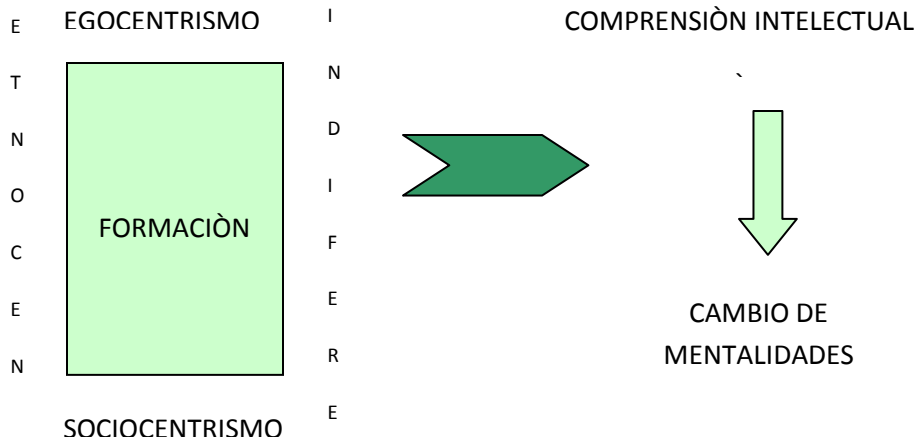 EGOCENTRISMO
E
T
N
O
C
E
N
FORMACIÒN
SOCIOCENTRISMO
I
N
D
I
F
E
R
E
COMPRENSIÒN INTELECTUAL
`
CAMBIO DE
MENTALIDADES